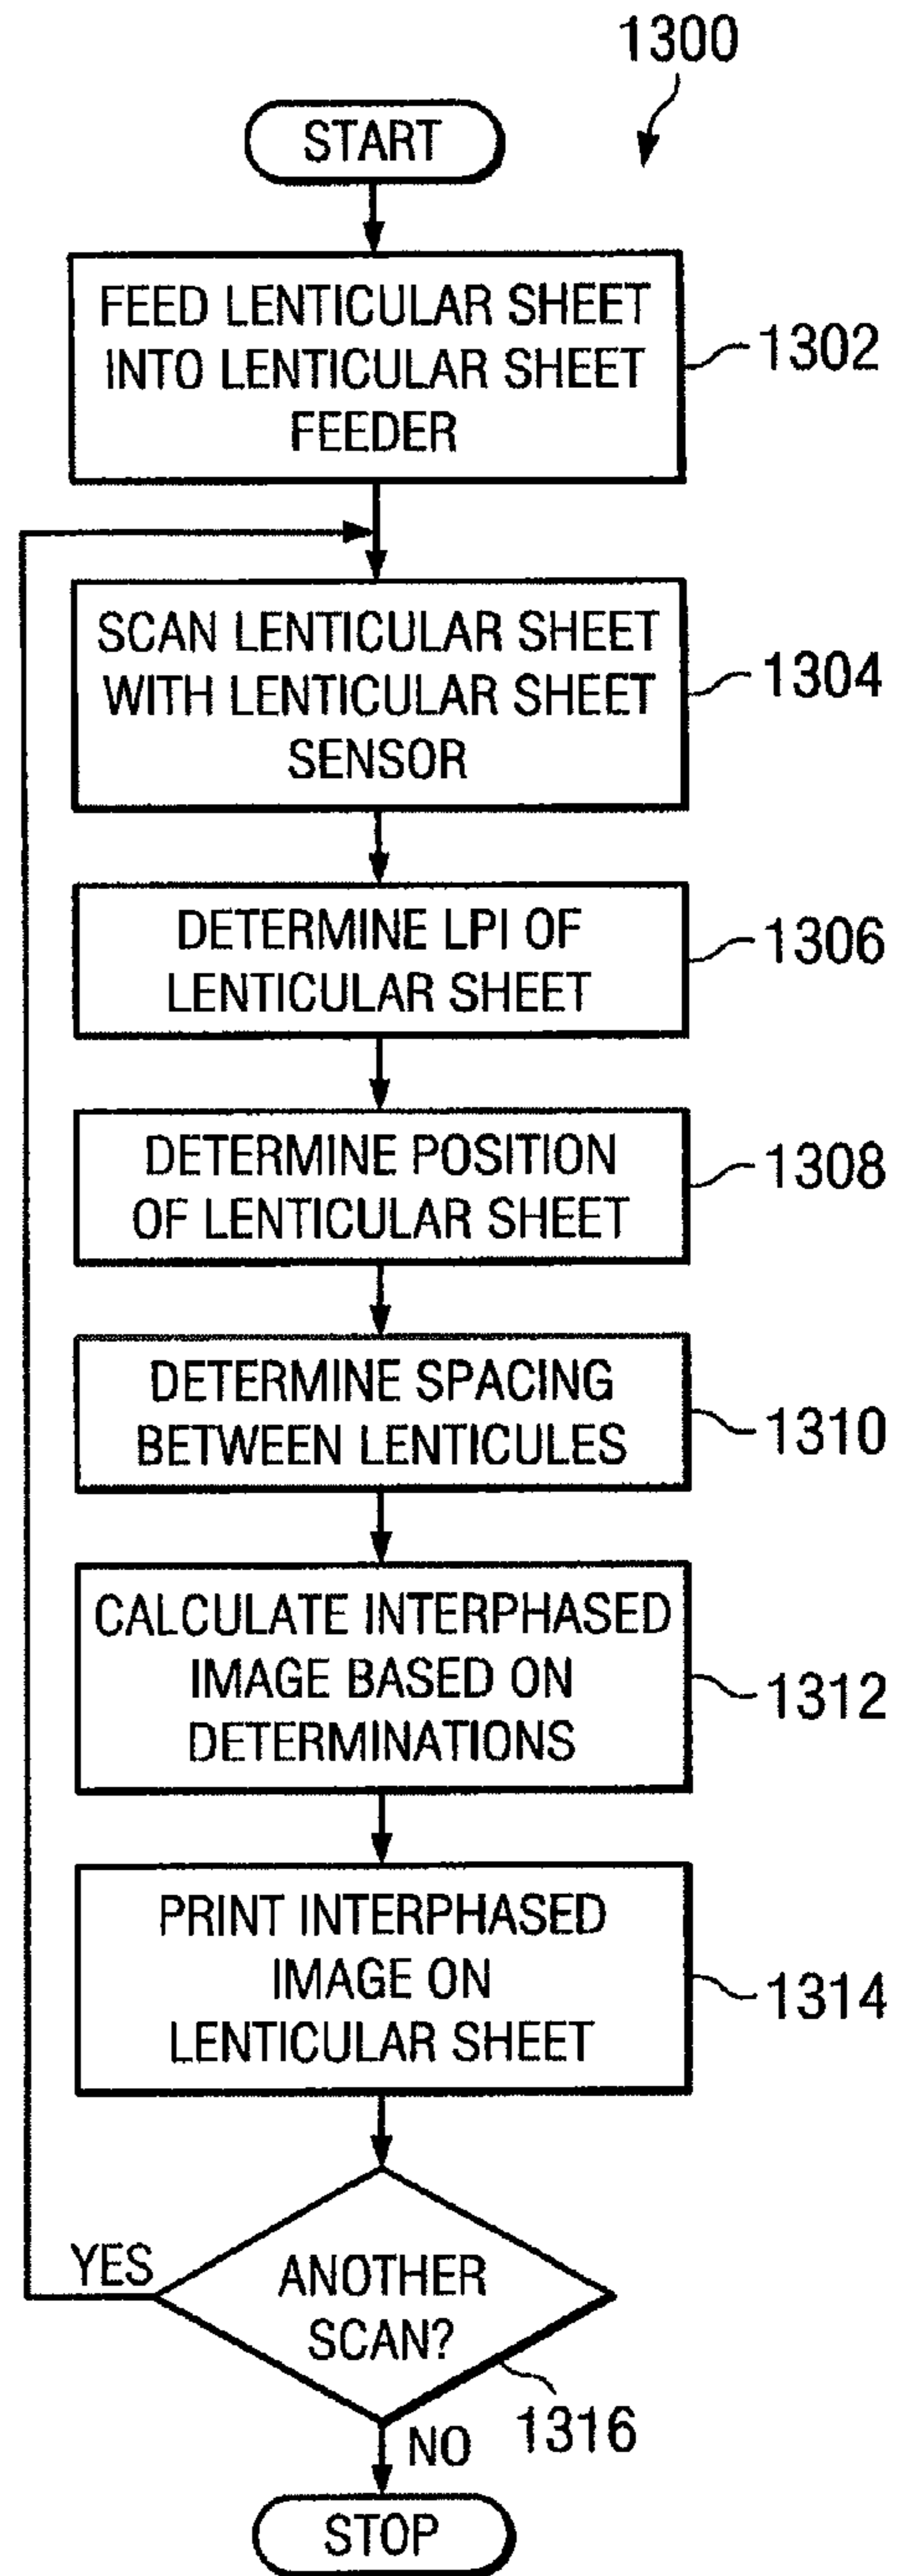 1300
START
FEED LENTICULAR SHEET
INTO LENTICULAR SHEET
FEEDER
1302
SCAN LENTICULAR SHEET
WITH LENTICULAR SHEET
SENSOR
1304
DETERMINE LPI OF
LENTICULAR SHEET
1306
DETERMINE POSITION
OF LENTICULAR SHEET
1308
DETERMINE SPACING
BETWEEN LENTICULES
1310
CALCULATE INTERPHASED
IMAGE BASED ON
DETERMINATIONS
1312
PRINT INTERPHASED
IMAGE ON
LENTICULAR SHEET
1314
YES
ANOTHER
SCAN?
1316
NO
STOP